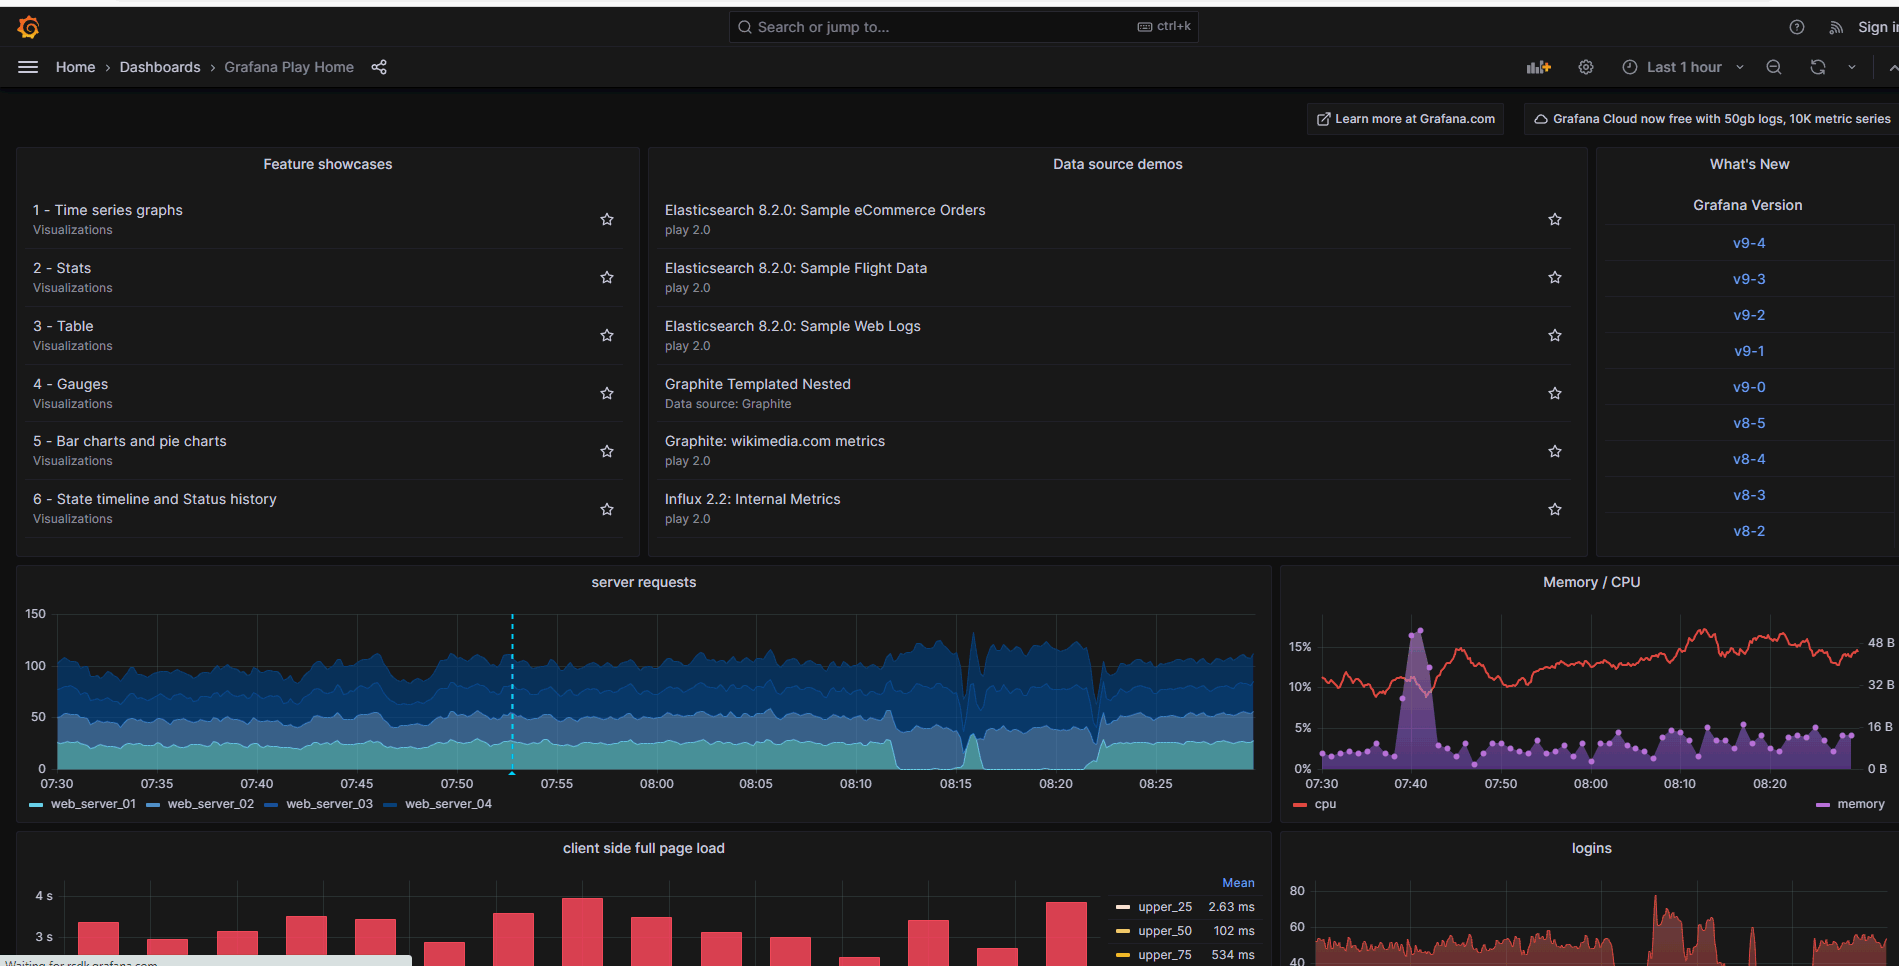 Search or jump to...
ctrl+k
Sign in
Home › Dashboards › Grafana Play Home
Last 1 hour
Learn more at Grafana.com
Grafana Cloud now free with 50gb logs, 10K metric series
Feature showcases
1 - Time series graphs
Visualizations
2 - Stats
Visualizations
3 - Table
Visualizations
4 - Gauges
Visualizations
5 - Bar charts and pie charts
Visualizations
6 - State timeline and Status history
Visualizations
Data source demos
Elasticsearch 8.2.0: Sample eCommerce Orders
play 2.0
Elasticsearch 8.2.0: Sample Flight Data
play 2.0
Elasticsearch 8.2.0: Sample Web Logs
play 2.0
Graphite Templated Nested
Data source: Graphite
Graphite: wikimedia.com metrics
play 2.0
Influx 2.2: Internal Metrics
play 2.0
What's New
Grafana Version
v9-4
v9-3
v9-2
v9-1
v9-0
v8-5
v8-4
v8-3
v8-2
server requests
150
100
50
0
07:30 07:35 07:40 07:45 07:50 07:55 08:00 08:05 08:10 08:15 08:20 08:25
web_server_01 web_server_02 web_server_03 web_server_04
Memory / CPU
15%
10%
5%
0%
48 B
32 B
16 B
0 B
07:30 07:40 07:50 08:00 08:10 08:20
cpu
memory
client side full page load
4 s
3 s
Mean
upper_25 2.63 ms
upper_50 102 ms
upper_75 534 ms
logins
80
60
40
Waiting for rsdk.grafana.com